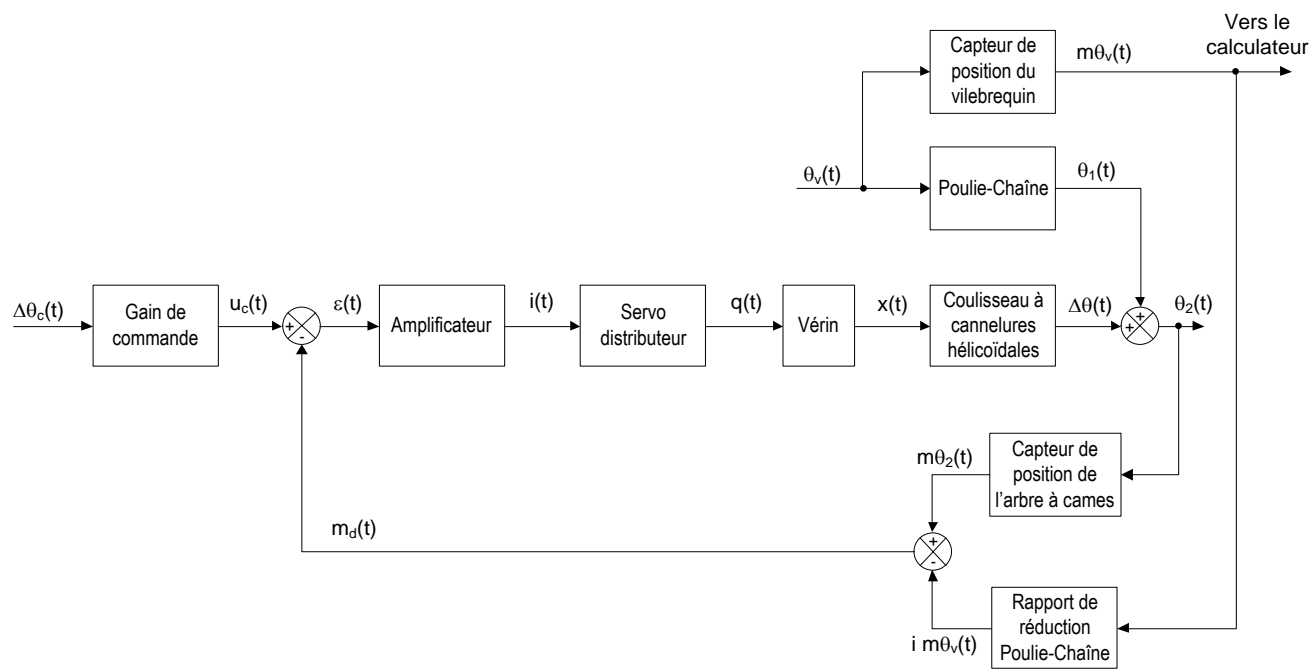 Vers le
calculateur
Capteur de
position du
vilebrequin
mθv(t)
θv(t)
Poulie-Chaîne
θ1(t)
Δθc(t)
Gain de
commande
uc(t)
+
-
ε(t)
Amplificateur
i(t)
Servo
distributeur
q(t)
Vérin
x(t)
Coulisseau à
cannelures
hélicoïdales
Δθ(t)
+
+
θ2(t)
mθ2(t)
Capteur de
position de
l'arbre à cames
md(t)
+
-
i mθv(t)
Rapport de
réduction
Poulie-Chaîne